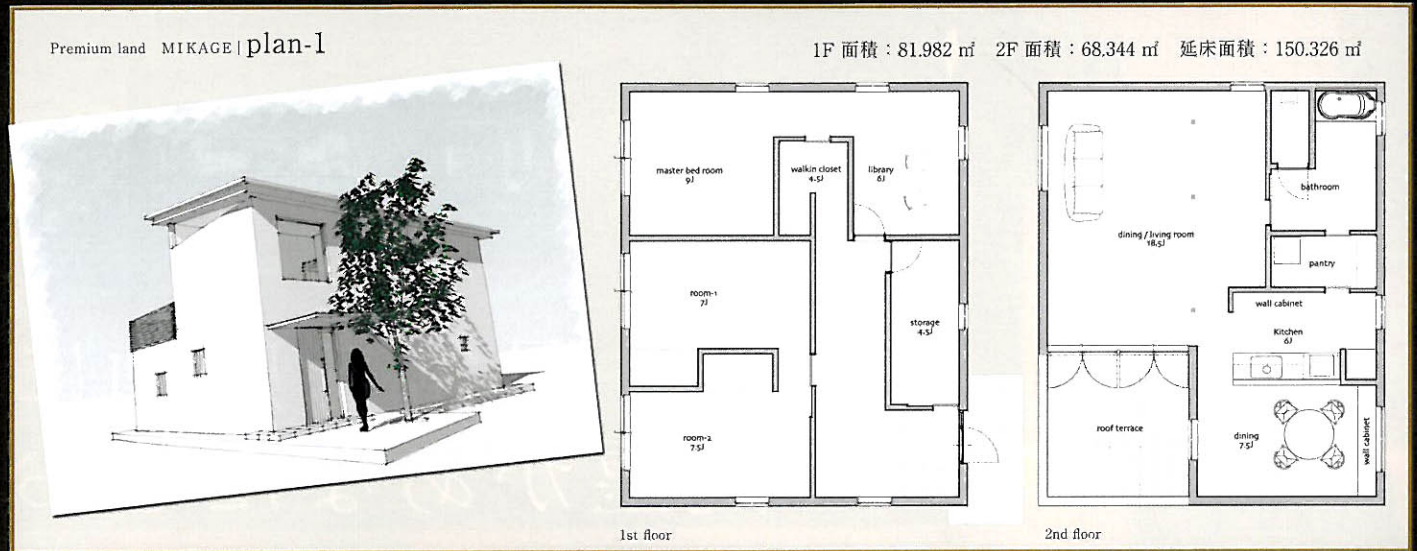 Premium land MIKAGE | plan-1
1F 面積：81.982 ㎡ 2F 面積：68.344 ㎡ 延床面積：150.326 ㎡
master bed room
9J
walkin closet
4.5J
library
6J
room-1
7J
storage
4.5J
room-2
7.5J
1st floor
bathroom
dining / living room
18.5J
pantry
wall cabinet
Kitchen
6J
roof terrace
dining
7.5J
wall cabinet
2nd floor